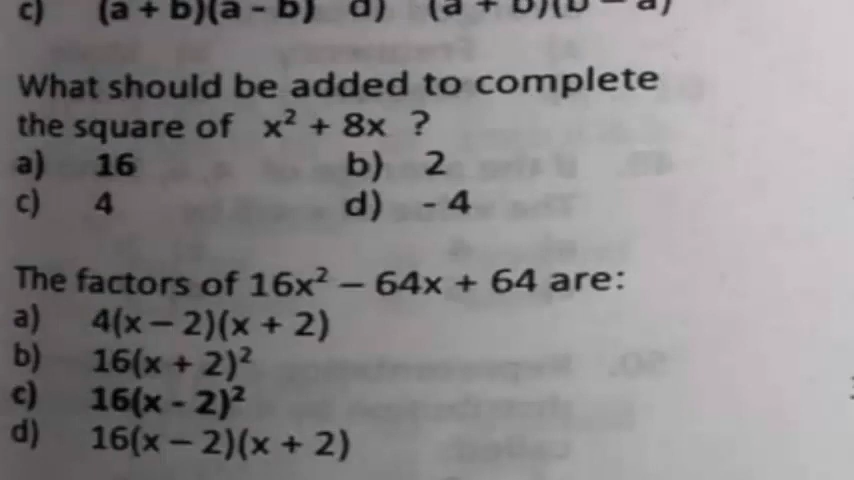 c) (a + b)(a - b) d) (a + b)(b - a)
What should be added to complete
the square of x² + 8x ?
a) 16 b) 2
c) 4 d) - 4
The factors of 16x² – 64x + 64 are:
a) 4(x – 2)(x + 2)
b) 16(x + 2)²
c) 16(x - 2)²
d) 16(x – 2)(x + 2)